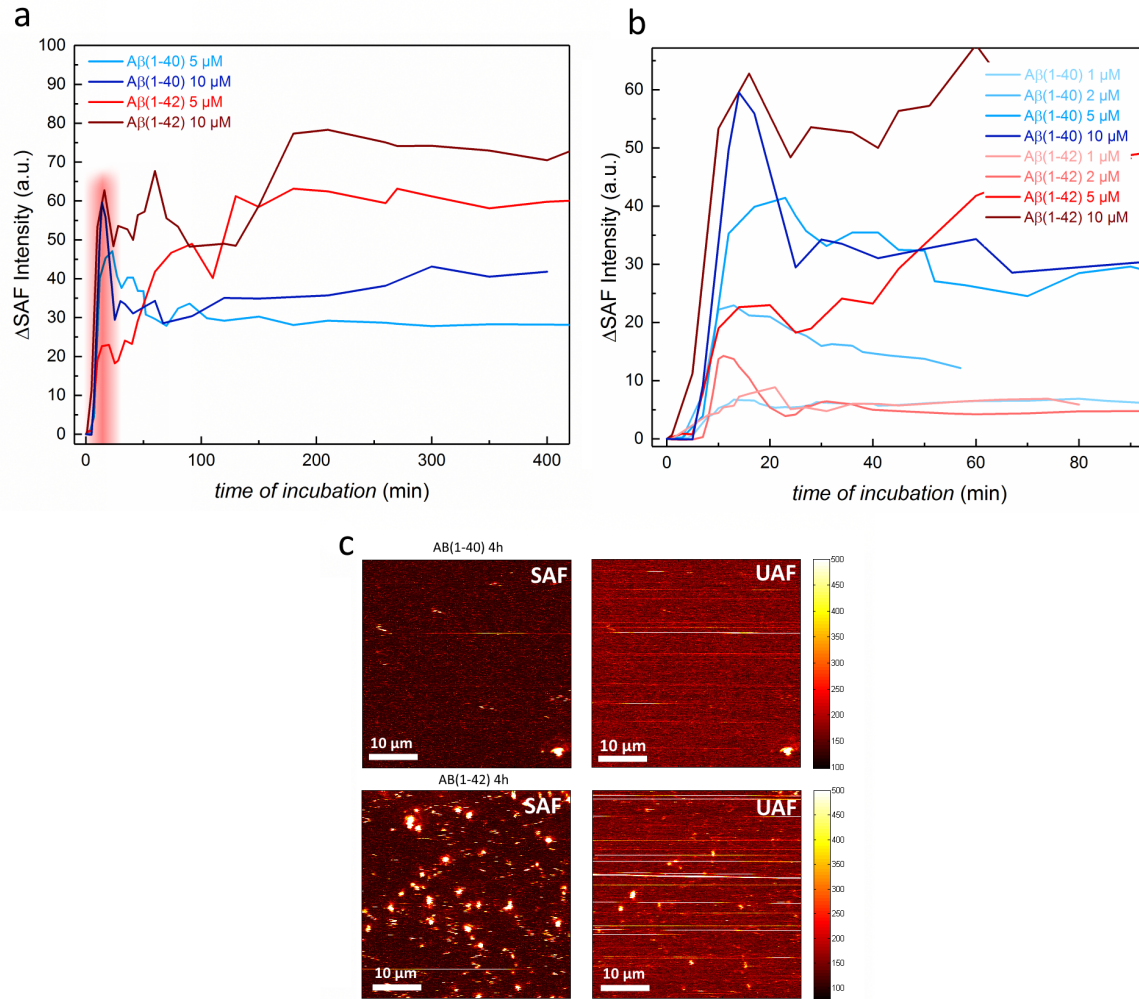 a
100
90
80
70
60
50
40
30
20
10
0
ΔSAF Intensity (a.u.)
Aβ(1-40) 5 µM
Aβ(1-40) 10 µM
Aβ(1-42) 5 µM
Aβ(1-42) 10 µM
0 100 200 300 400
time of incubation (min)
b
60
50
40
30
20
10
0
ΔSAF Intensity (a.u.)
Aβ(1-40) 1 µM
Aβ(1-40) 2 µM
Aβ(1-40) 5 µM
Aβ(1-40) 10 µM
Aβ(1-42) 1 µM
Aβ(1-42) 2 µM
Aβ(1-42) 5 µM
Aβ(1-42) 10 µM
0 20 40 60 80
time of incubation (min)
c
AB(1-40) 4h
SAF
10 µm
UAF
10 µm
500
450
400
350
300
250
200
150
100
AB(1-42) 4h
SAF
10 µm
UAF
10 µm
500
450
400
350
300
250
200
150
100